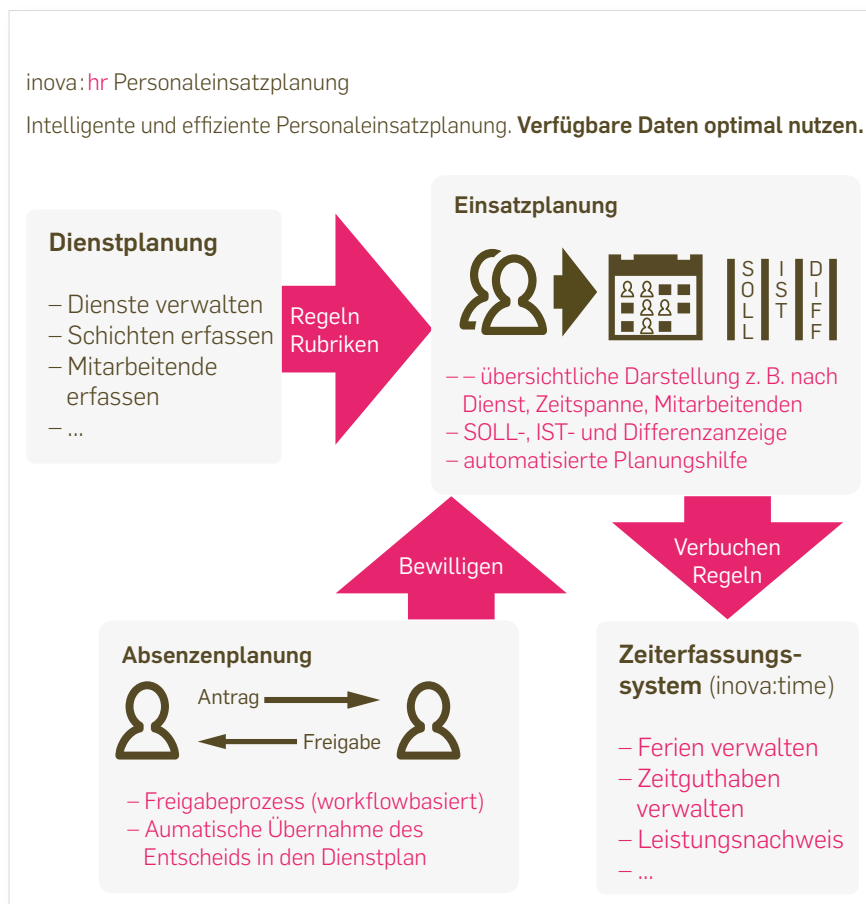 inova:hr Personaleinsatzplanung
Intelligente und effiziente Personaleinsatzplanung. Verfügbare Daten optimal nutzen.
Dienstplanung
– Dienste verwalten
– Schichten erfassen
– Mitarbeitende
erfassen
– ...
Regeln
Rubriken
Einsatzplanung
SOLL
IST
DIFF
– – übersichtliche Darstellung z. B. nach
Dienst, Zeitspanne, Mitarbeitenden
– SOLL-, IST- und Differenzanzeige
– automatisierte Planungshilfe
Bewilligen
Verbuchen
Regeln
Absenzenplanung
Antrag
Freigabe
– Freigabeprozess (workflowbasiert)
– Aumatische Übernahme des
Entscheids in den Dienstplan
Zeiterfassungs-
system (inova:time)
– Ferien verwalten
– Zeitguthaben
verwalten
– Leistungsnachweis
– ...